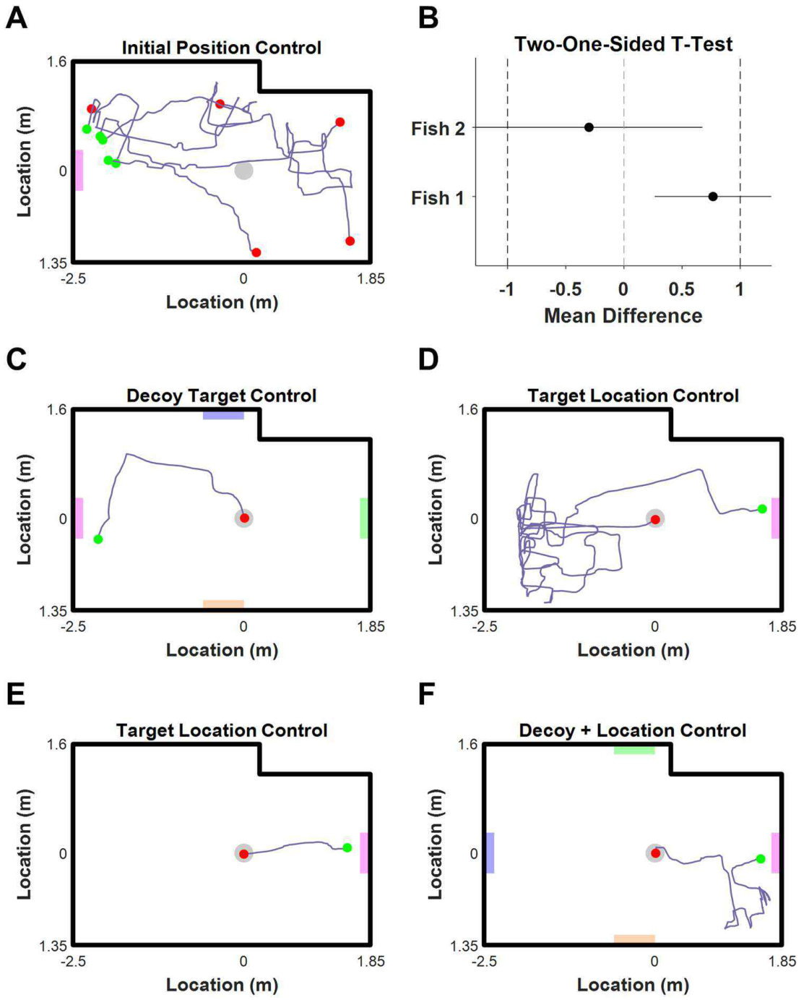 A
Initial Position Control
1.6
0
1.35
-2.5
0
1.85
Location (m)
Location (m)
B
Two-One-Sided T-Test
Fish 2
Fish 1
-1
-0.5
0
0.5
1
Mean Difference
C
Decoy Target Control
1.6
0
1.35
-2.5
0
1.85
Location (m)
Location (m)
D
Target Location Control
1.6
0
1.35
-2.5
0
1.85
Location (m)
Location (m)
E
Target Location Control
1.6
0
1.35
-2.5
0
1.85
Location (m)
Location (m)
F
Decoy + Location Control
1.6
0
1.35
-2.5
0
1.85
Location (m)
Location (m)